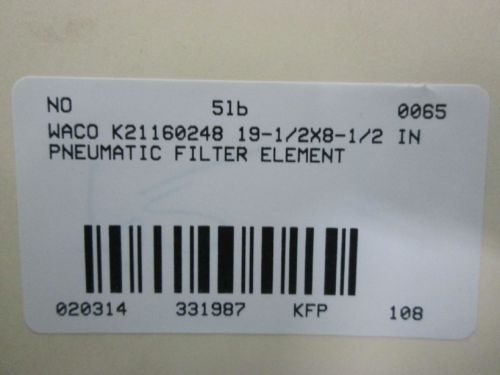 NO 51b 0065
WACO K21160248 19-1/2X8-1/2 IN
PNEUMATIC FILTER ELEMENT
020314 331987 KFP 108